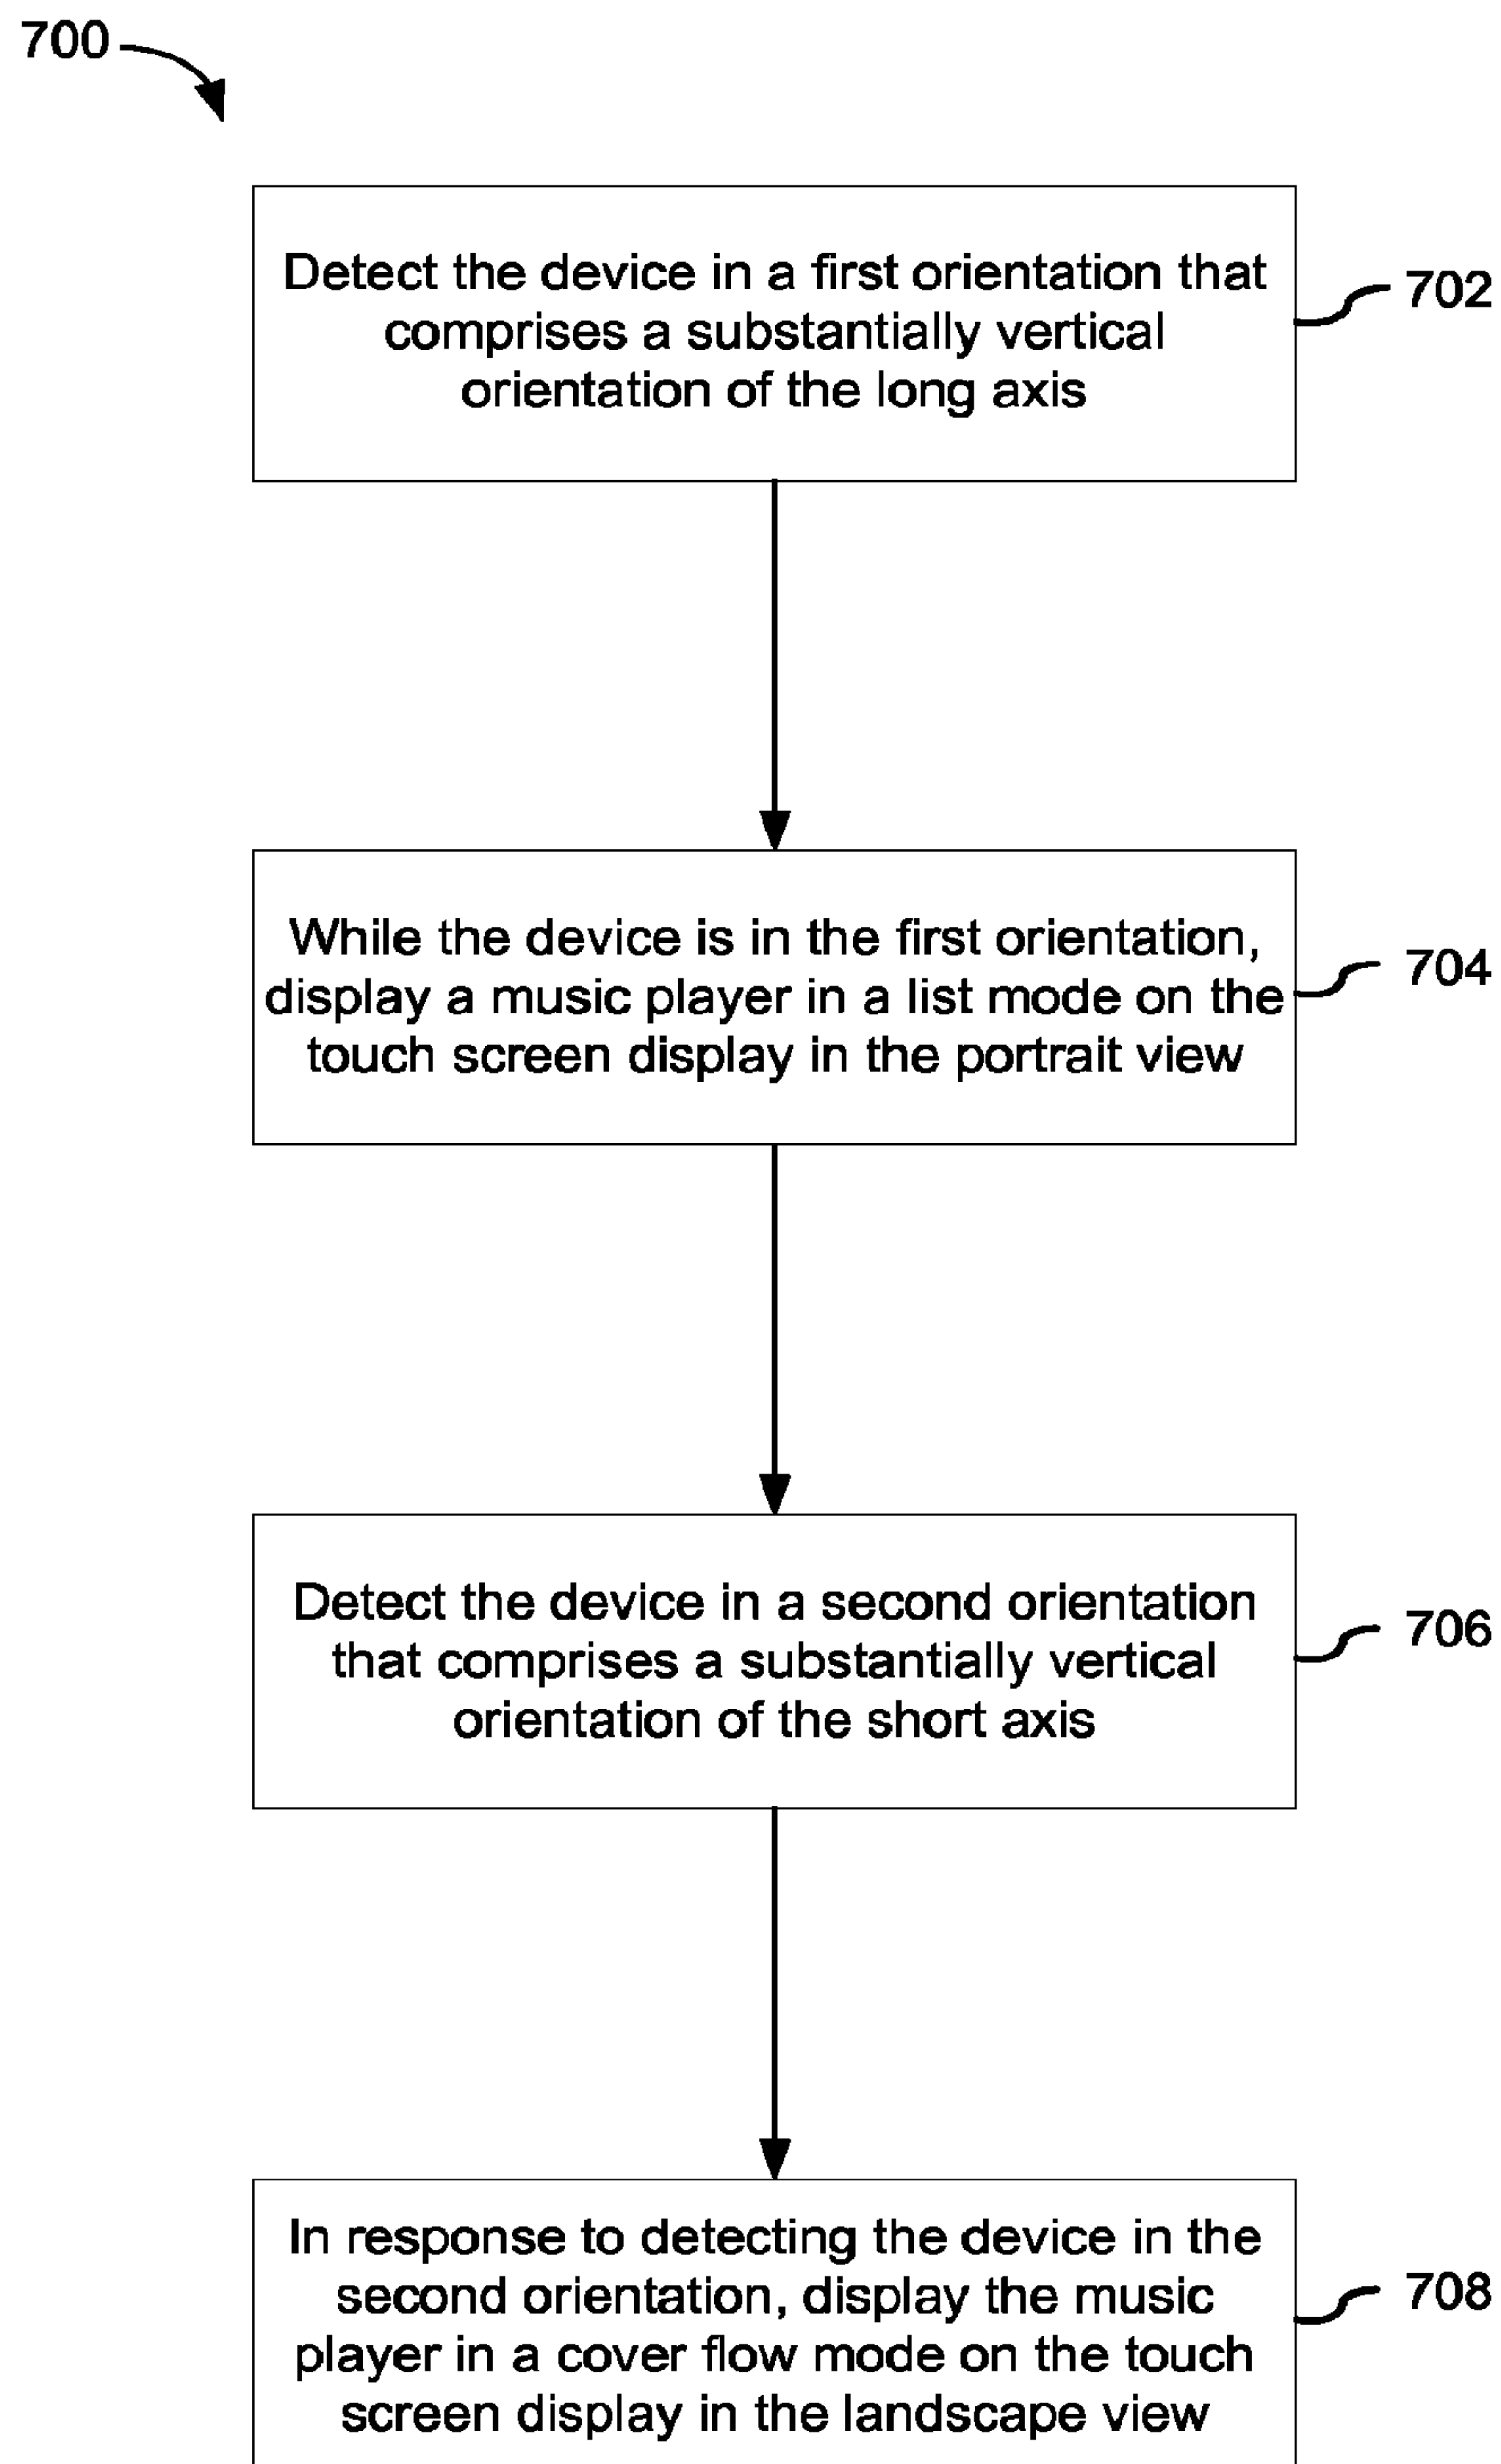 700
Detect the device in a first orientation that
comprises a substantially vertical
orientation of the long axis
702
While the device is in the first orientation,
display a music player in a list mode on the
touch screen display in the portrait view
704
Detect the device in a second orientation
that comprises a substantially vertical
orientation of the short axis
706
In response to detecting the device in the
second orientation, display the music
player in a cover flow mode on the touch
screen display in the landscape view
708